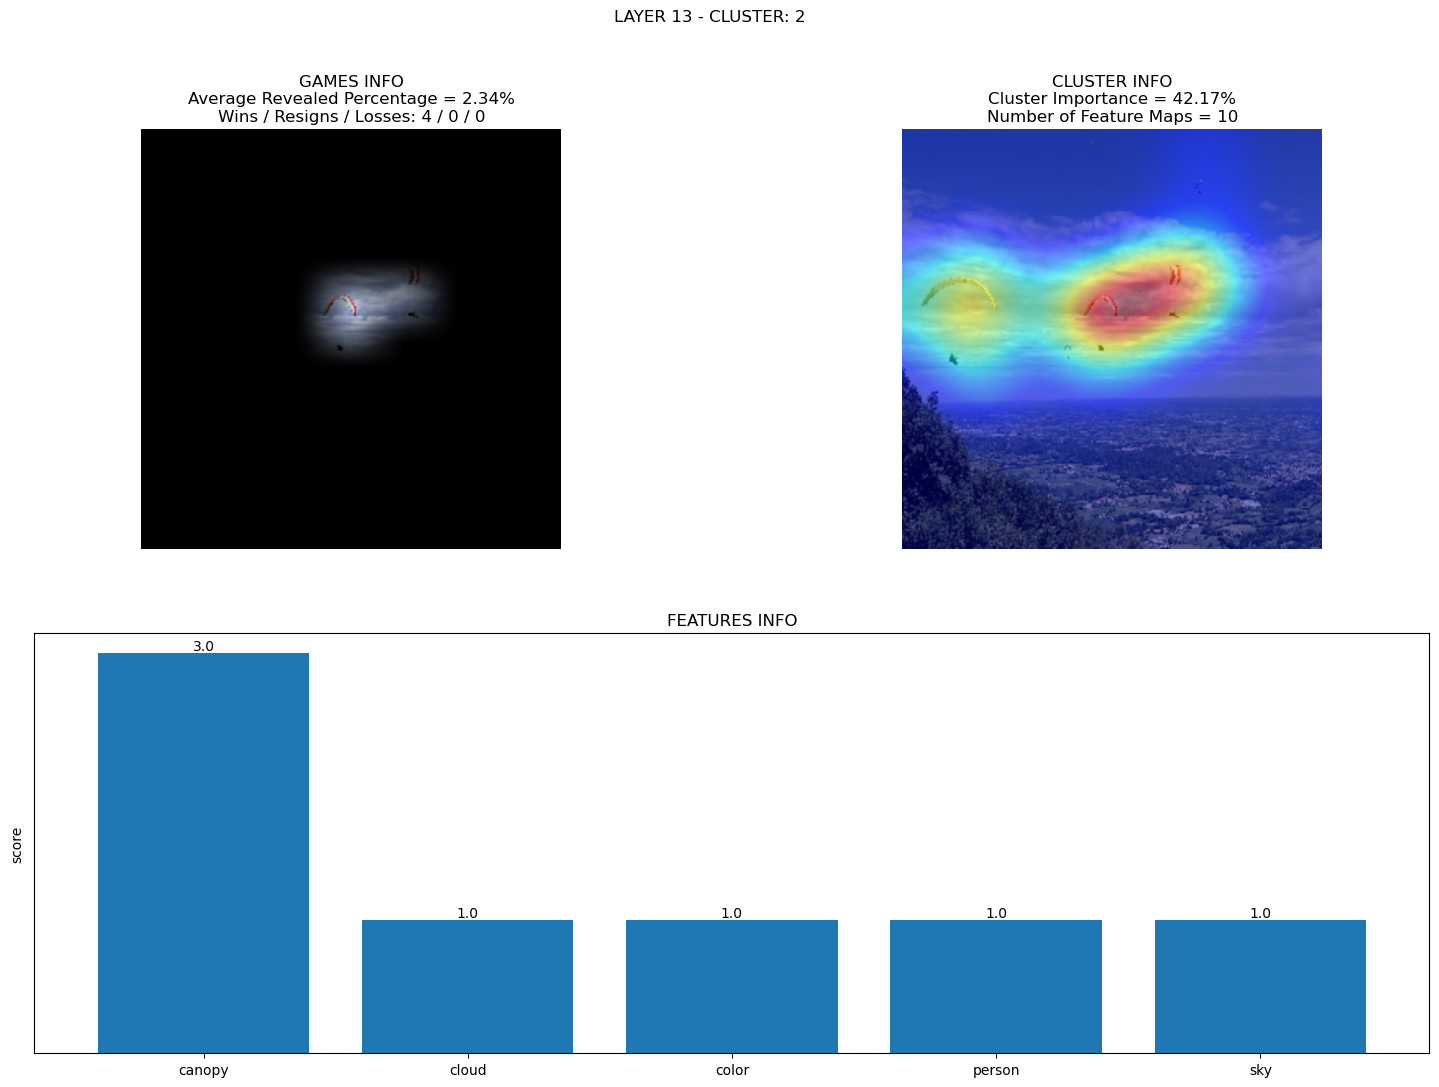 LAYER 13 - CLUSTER: 2
GAMES INFO
Average Revealed Percentage = 2.34%
Wins / Resigns / Losses: 4 / 0 / 0
CLUSTER INFO
Cluster Importance = 42.17%
Number of Feature Maps = 10
FEATURES INFO
score
3.0
1.0
1.0
1.0
1.0
canopy
cloud
color
person
sky